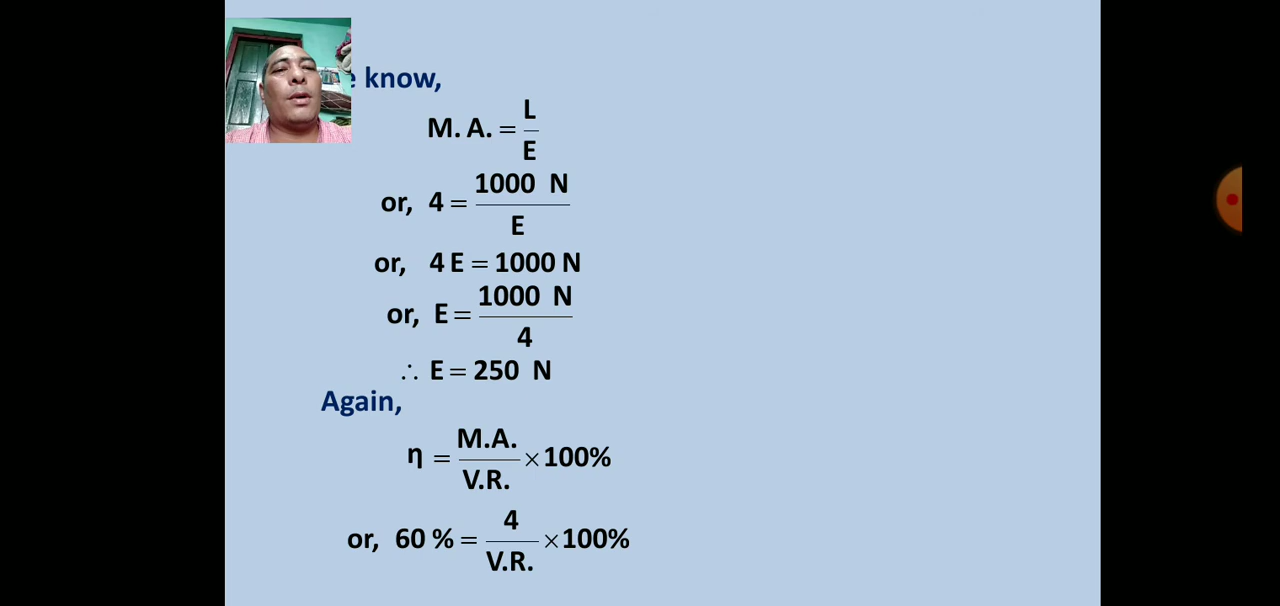 e know,
M. A. = L/E
or, 4 = 1000 N/E
or, 4 E = 1000 N
or, E = 1000 N/4
∴ E = 250 N
Again,
η = M.A./V.R. × 100%
or, 60 % = 4/V.R. × 100%